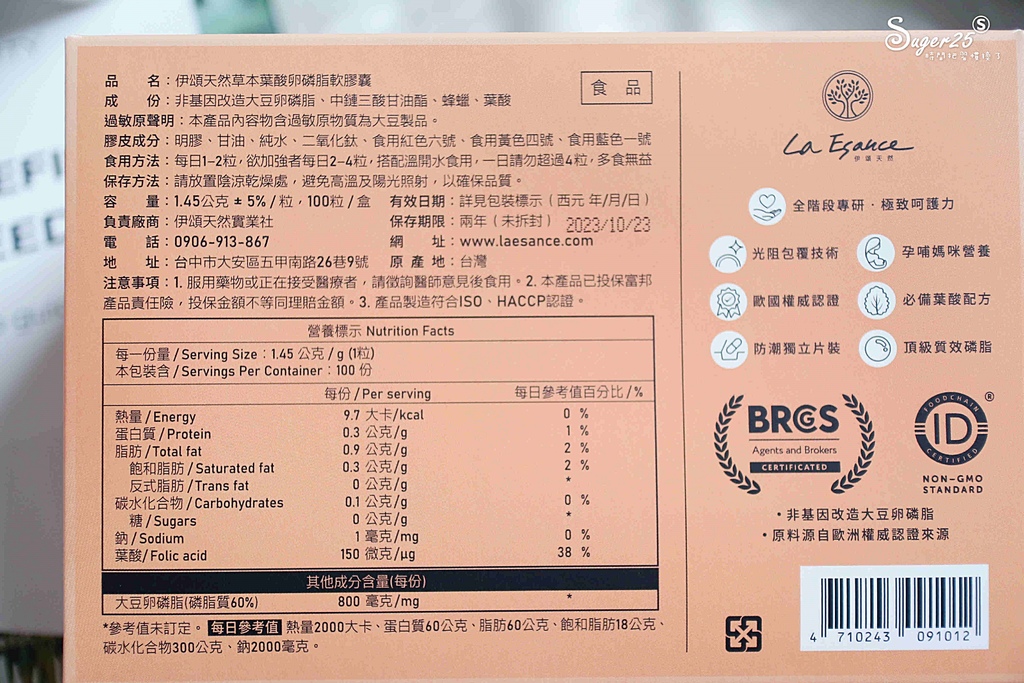 Suger25 S
時間把愛慢慢了
品 名：伊頌天然草本葉酸卵磷脂軟膠囊
食 品
成 份：非基因改造大豆卵磷脂、中鏈三酸甘油酯、蜂蠟、葉酸
過敏原聲明：本產品內容物含過敏原物質為大豆製品。
膠皮成分：明膠、甘油、純水、二氧化鈦、食用紅色六號、食用黃色四號、食用藍色一號
食用方法：每日1-2粒，欲加強者每日2-4粒，搭配溫開水食用，一日請勿超過4粒，多食無益
保存方法：請放置陰涼乾燥處，避免高溫及陽光照射，以確保品質。
容 量：1.45公克 ± 5% / 粒，100粒 / 盒 有效日期：詳見包裝標示（西元 年/月/日）
負責廠商：伊頌天然實業社 保存期限：兩年（未拆封） 2023/10/23
電 話：0906-913-867 網 址：www.laesance.com
地 址：台中市大安區五甲南路26巷9號 原 產 地：台灣
注意事項：1. 服用藥物或正在接受醫療者，請徵詢醫師意見後食用。2. 本產品已投保富邦
產品責任險，投保金額不等同理賠金額。3. 產品製造符合ISO、HACCP認證。
營養標示 Nutrition Facts
每一份量 / Serving Size：1.45 公克 / g (1粒)
本包裝含 / Servings Per Container：100 份
每份 / Per serving 每日參考值百分比 / %
熱量 / Energy 9.7 大卡/kcal 0 %
蛋白質 / Protein 0.3 公克/g 1 %
脂肪 / Total fat 0.9 公克/g 2 %
飽和脂肪 / Saturated fat 0.3 公克/g 2 %
反式脂肪 / Trans fat 0 公克/g *
碳水化合物 / Carbohydrates 0.1 公克/g 0 %
糖 / Sugars 0 公克/g *
鈉 / Sodium 1 毫克/mg 0 %
葉酸/Folic acid 150 微克/μg 38 %
其他成分含量(每份)
大豆卵磷脂(磷脂質60%) 800 毫克/mg *
*參考值未訂定。 每日參考值 熱量2000大卡、蛋白質60公克、脂肪60公克、飽和脂肪18公克、
碳水化合物300公克、鈉2000毫克。
La Esance
伊頌天然
全階段專研．極致呵護力
光阻包覆技術 孕哺媽咪營養
歐國權威認證 必備葉酸配方
防潮獨立片裝 頂級質效磷脂
BRCGS
Agents and Brokers
CERTIFICATED
FOODCHAIN ID CERTIFIED ®
NON-GMO
STANDARD
• 非基因改造大豆卵磷脂
• 原料源自歐洲權威認證來源
4 710243 091012